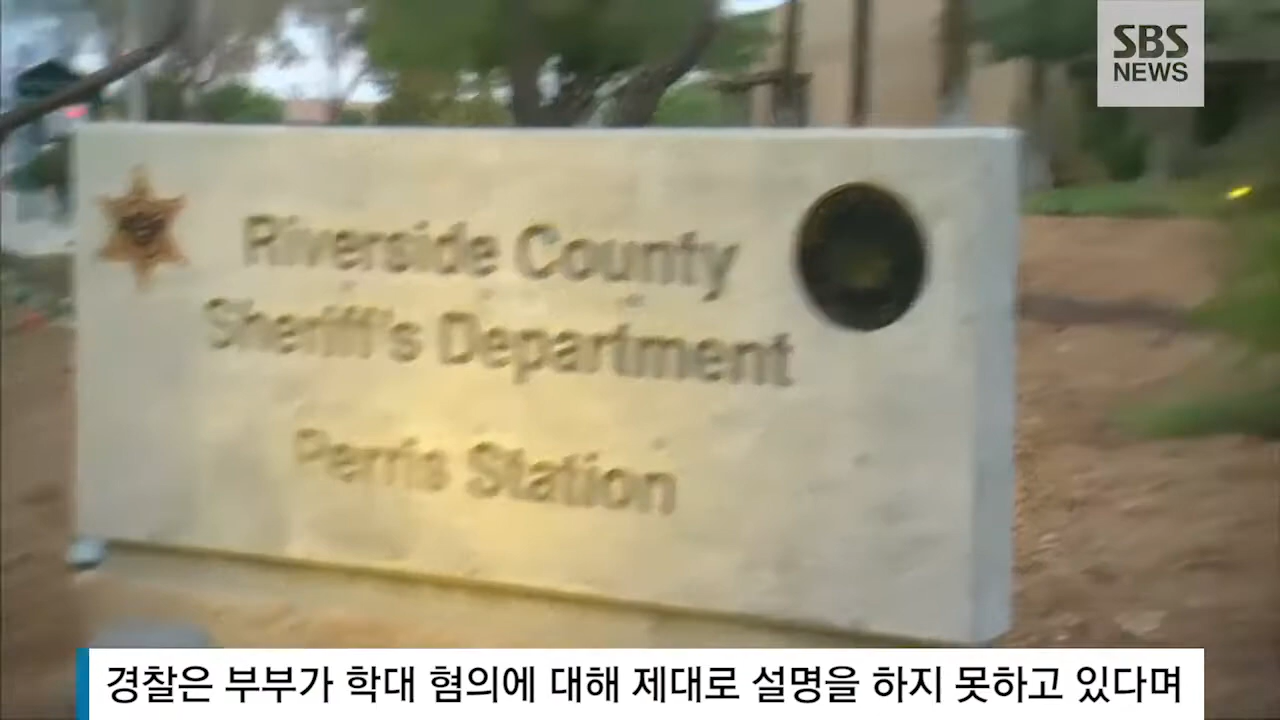 SBS
NEWS
Riverside County
Sheriff's Department
Perris Station
경찰은 부부가 학대 혐의에 대해 제대로 설명을 하지 못하고 있다며